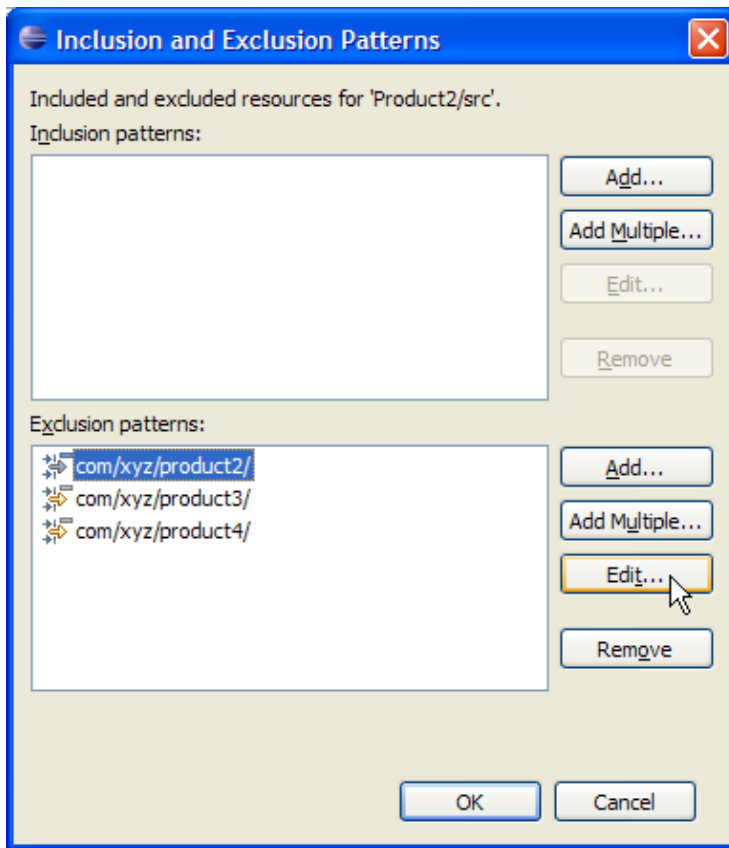 Inclusion and Exclusion Patterns
Included and excluded resources for 'Product2/src'.
Inclusion patterns:
Add...
Add Multiple...
Edit...
Remove
Exclusion patterns:
com/xyz/product2/
com/xyz/product3/
com/xyz/product4/
Add...
Add Multiple...
Edit...
Remove
OK
Cancel